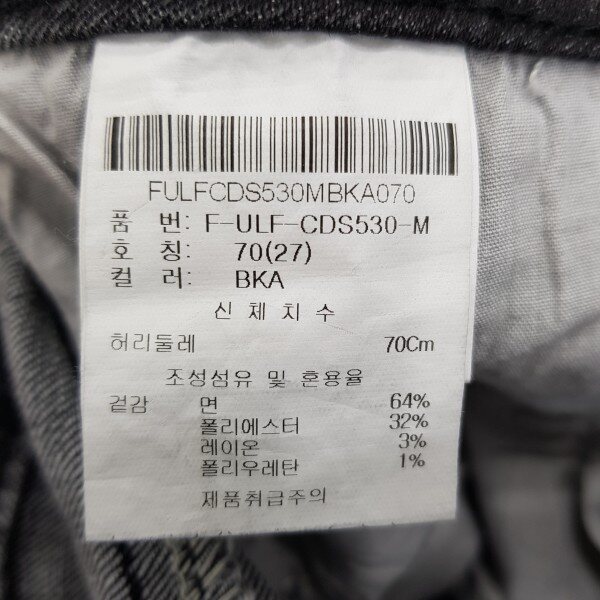 FULFCDS530MBKA070
품 번: F-ULF-CDS530-M
호 칭: 70(27)
컬 러: BKA
신 체 치 수
허리둘레 70Cm
조성섬유 및 혼용율
겉감 면 64%
폴리에스터 32%
레이온 3%
폴리우레탄 1%
제품취급주의